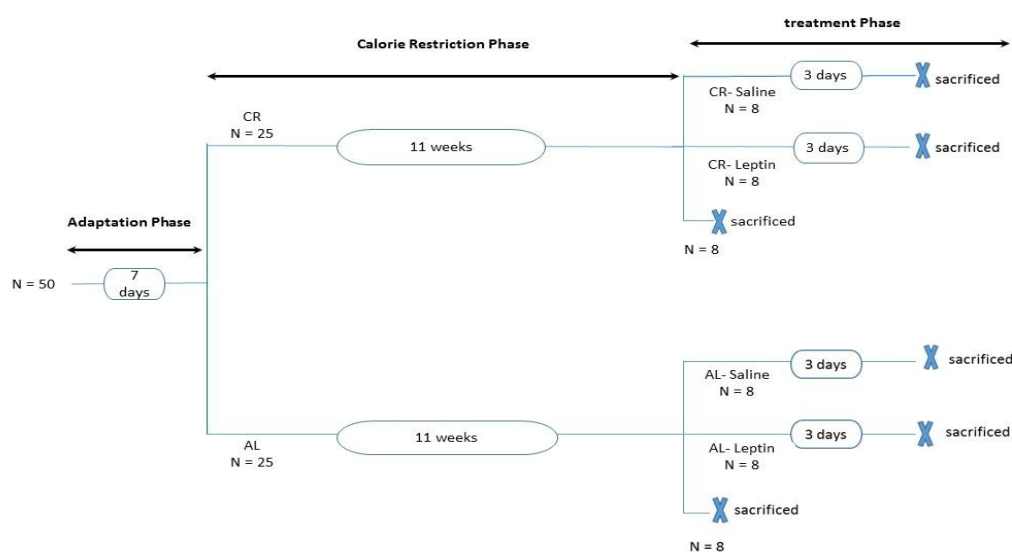 treatment Phase
Calorie Restriction Phase
3 days
sacrificed
CR- Saline
N = 8
CR
N = 25
11 weeks
3 days
sacrificed
CR- Leptin
N = 8
Adaptation Phase
sacrificed
N = 8
N = 50
7
days
AL- Saline
N = 8
3 days
sacrificed
AL
N = 25
11 weeks
3 days
sacrificed
AL- Leptin
N = 8
sacrificed
N = 8